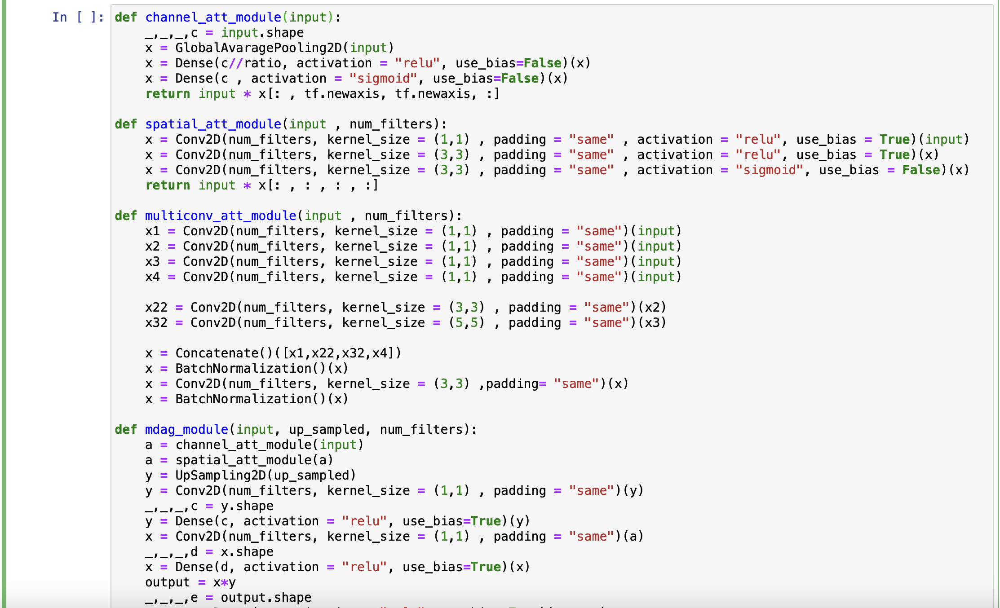 In [ ]: def channel_att_module(input):
    _,_,_,c = input.shape
    x = GlobalAvaragePooling2D(input)
    x = Dense(c//ratio, activation = "relu", use_bias=False)(x)
    x = Dense(c , activation = "sigmoid", use_bias=False)(x)
    return input * x[: , tf.newaxis, tf.newaxis, :]

def spatial_att_module(input , num_filters):
    x = Conv2D(num_filters, kernel_size = (1,1) , padding = "same" , activation = "relu", use_bias = True)(input)
    x = Conv2D(num_filters, kernel_size = (3,3) , padding = "same" , activation = "relu", use_bias = True)(x)
    x = Conv2D(num_filters, kernel_size = (3,3) , padding = "same" , activation = "sigmoid", use_bias = False)(x)
    return input * x[: , : , : , :]

def multiconv_att_module(input , num_filters):
    x1 = Conv2D(num_filters, kernel_size = (1,1) , padding = "same")(input)
    x2 = Conv2D(num_filters, kernel_size = (1,1) , padding = "same")(input)
    x3 = Conv2D(num_filters, kernel_size = (1,1) , padding = "same")(input)
    x4 = Conv2D(num_filters, kernel_size = (1,1) , padding = "same")(input)

    x22 = Conv2D(num_filters, kernel_size = (3,3) , padding = "same")(x2)
    x32 = Conv2D(num_filters, kernel_size = (5,5) , padding = "same")(x3)

    x = Concatenate()([x1,x22,x32,x4])
    x = BatchNormalization()(x)
    x = Conv2D(num_filters, kernel_size = (3,3) ,padding= "same")(x)
    x = BatchNormalization()(x)

def mdag_module(input, up_sampled, num_filters):
    a = channel_att_module(input)
    a = spatial_att_module(a)
    y = UpSampling2D(up_sampled)
    y = Conv2D(num_filters, kernel_size = (1,1) , padding = "same")(y)
    _,_,_,c = y.shape
    y = Dense(c, activation = "relu", use_bias=True)(y)
    x = Conv2D(num_filters, kernel_size = (1,1) , padding = "same")(a)
    _,_,_,d = x.shape
    x = Dense(d, activation = "relu", use_bias=True)(x)
    output = x*y
    _,_,_,e = output.shape